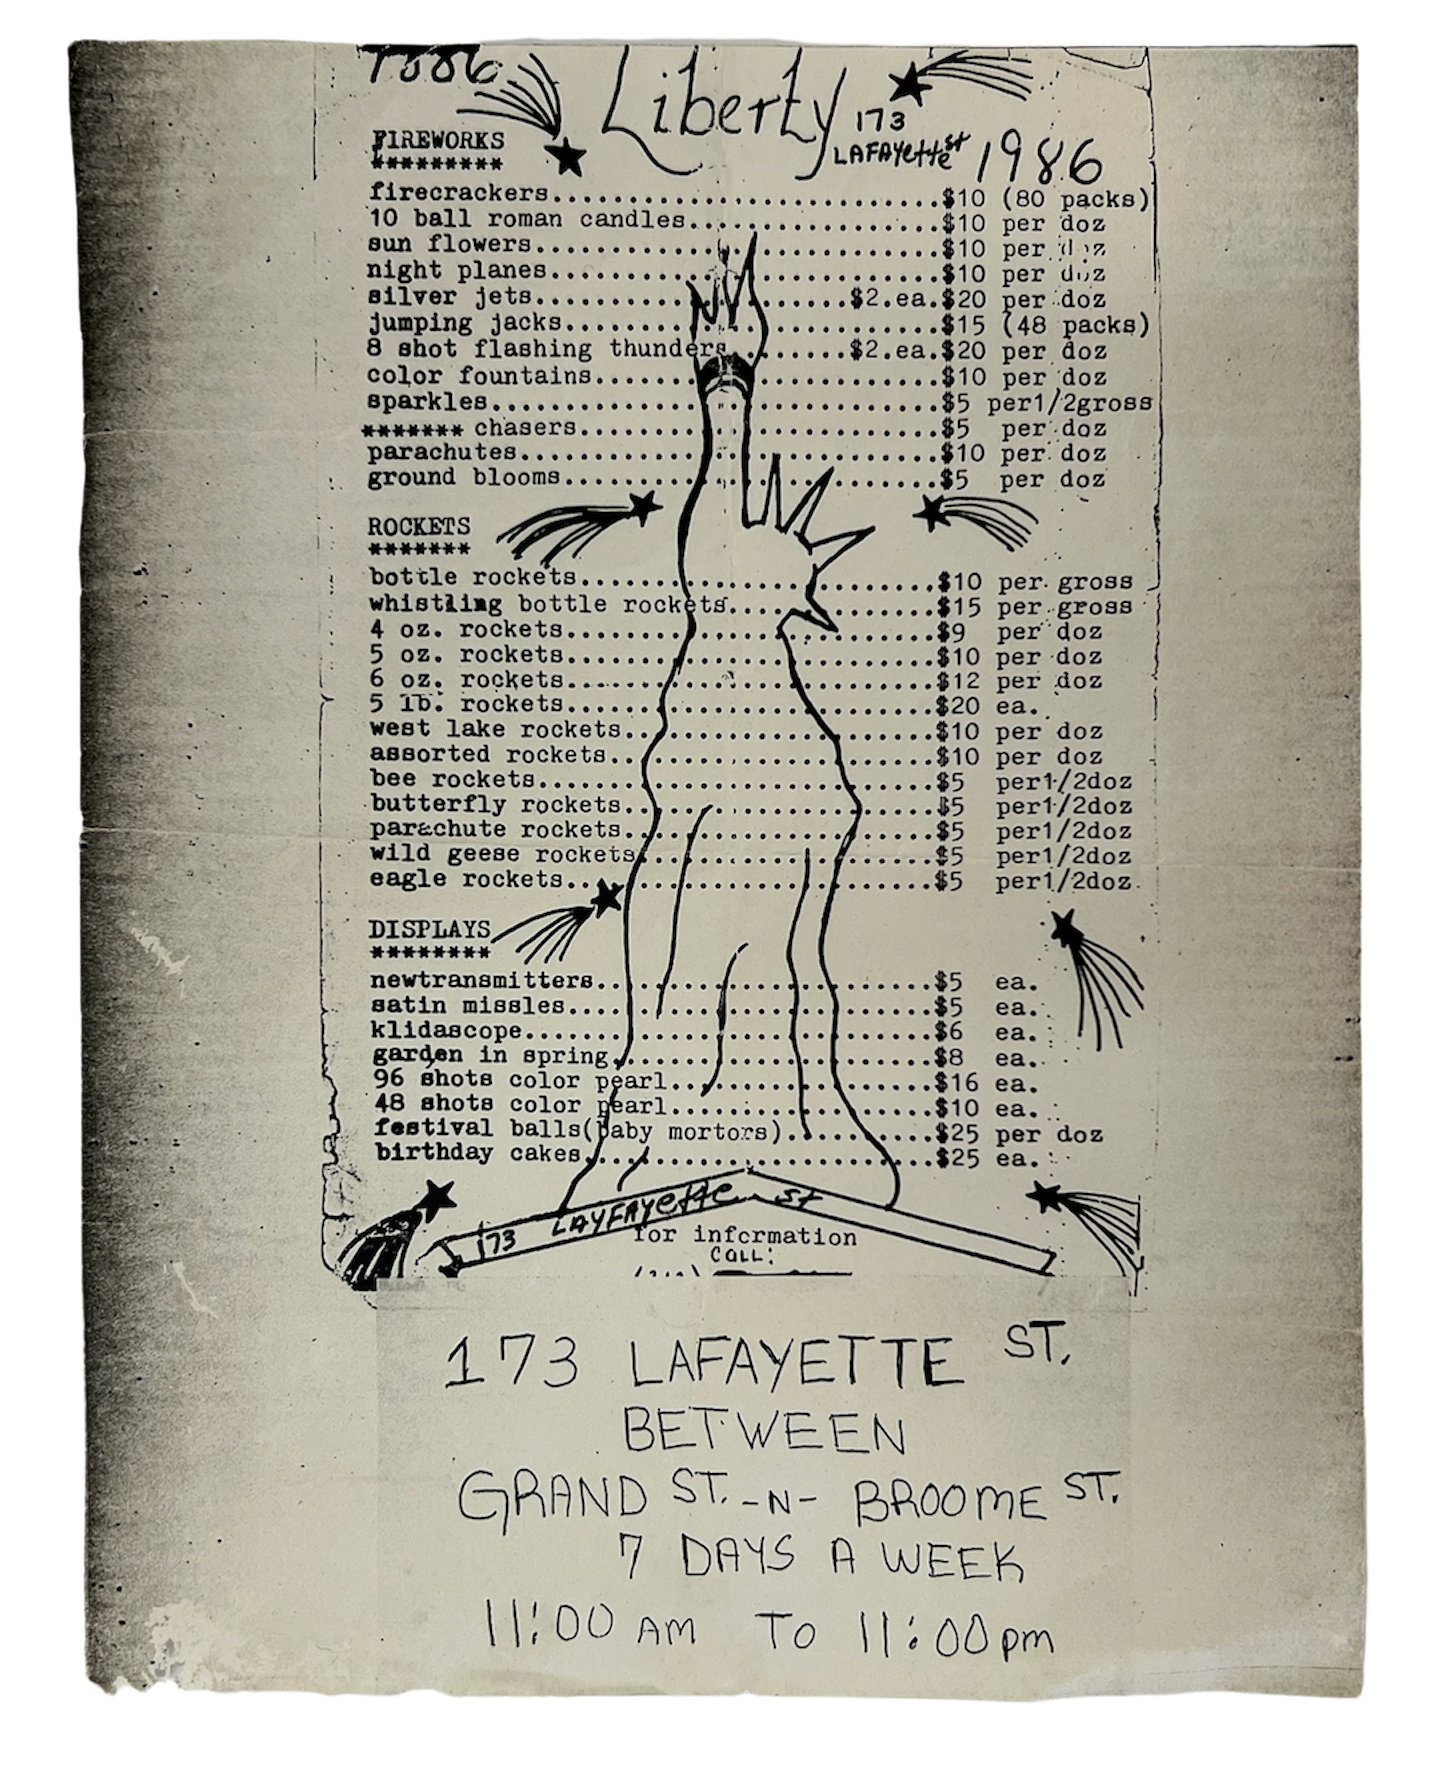 1986
Liberty
173
LAFAYette st
1986
FIREWORKS
*********
firecrackers..........................$10 (80 packs)
10 ball roman candles.................$10 per doz
sun flowers...........................$10 per doz
night planes..........................$10 per doz
silver jets.....................$2.ea.$20 per doz
jumping jacks.........................$15 (48 packs)
8 shot flashing thunders........$2.ea.$20 per doz
color fountains.......................$10 per doz
sparkles..............................$5 per1/2gross
******* chasers.......................$5 per doz
parachutes............................$10 per doz
ground blooms.........................$5 per doz
ROCKETS
*******
bottle rockets........................$10 per gross
whistling bottle rockets..............$15 per gross
4 oz. rockets.........................$9 per doz
5 oz. rockets.........................$10 per doz
6 oz. rockets.........................$12 per doz
5 lb. rockets.........................$20 ea.
west lake rockets.....................$10 per doz
assorted rockets......................$10 per doz
bee rockets...........................$5 per1/2doz
butterfly rockets.....................$5 per1/2doz
parachute rockets.....................$5 per1/2doz
wild geese rockets....................$5 per1/2doz
eagle rockets.........................$5 per1/2doz
DISPLAYS
********
newtransmitters.......................$5 ea.
satin missles.........................$5 ea.
klidascope............................$6 ea.
garden in spring......................$8 ea.
96 shots color pearl..................$16 ea.
48 shots color pearl..................$10 ea.
festival balls(baby mortors)..........$25 per doz
birthday cakes........................$25 ea.
173 LAYFAYette st
for information
CALL:
173 LAFAYETTE ST.
BETWEEN
GRAND ST. -N- BROOME ST.
7 DAYS A WEEK
11:00 AM TO 11:00pm